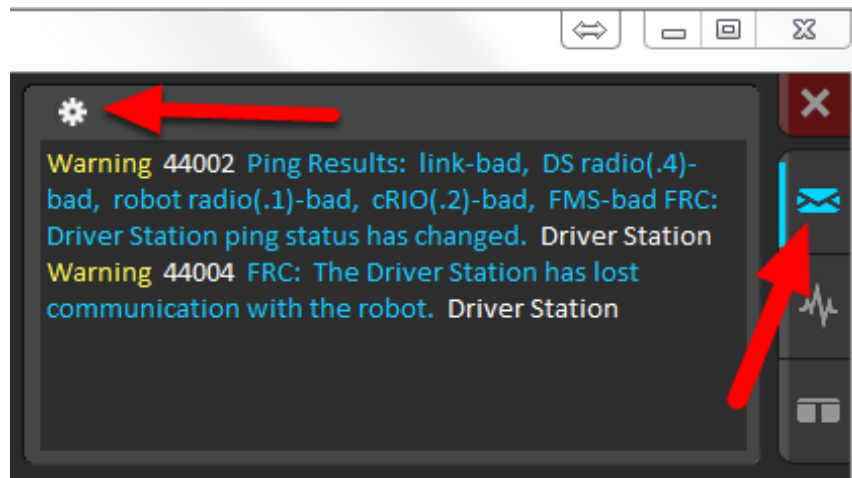 Warning 44002 Ping Results: link-bad, DS radio(.4)-
bad, robot radio(.1)-bad, cRIO(.2)-bad, FMS-bad FRC:
Driver Station ping status has changed. Driver Station
Warning 44004 FRC: The Driver Station has lost
communication with the robot. Driver Station